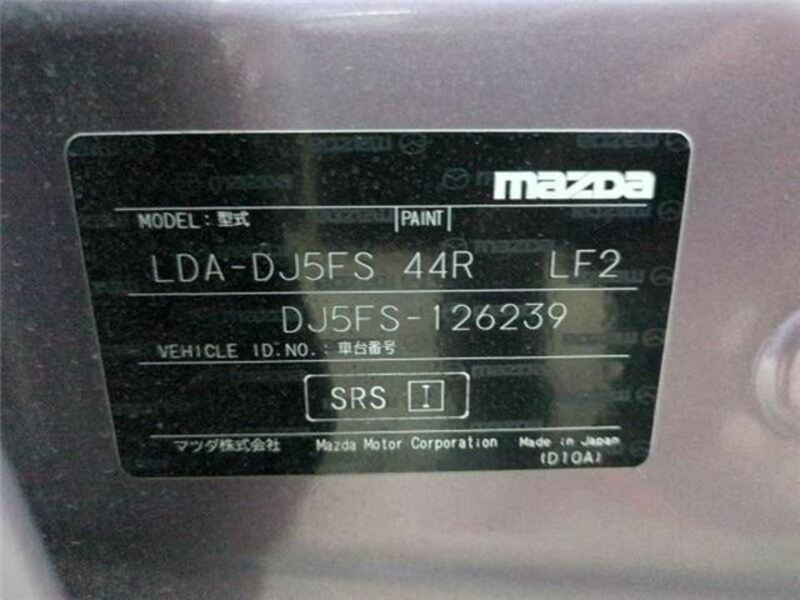 mazda
MODEL:型式 PAINT
LDA-DJ5FS 44R LF2
DJ5FS-126239
VEHICLE ID.NO.:車台番号
SRS I
マツダ株式会社 Mazda Motor Corporation Made in Japan
(D10A)